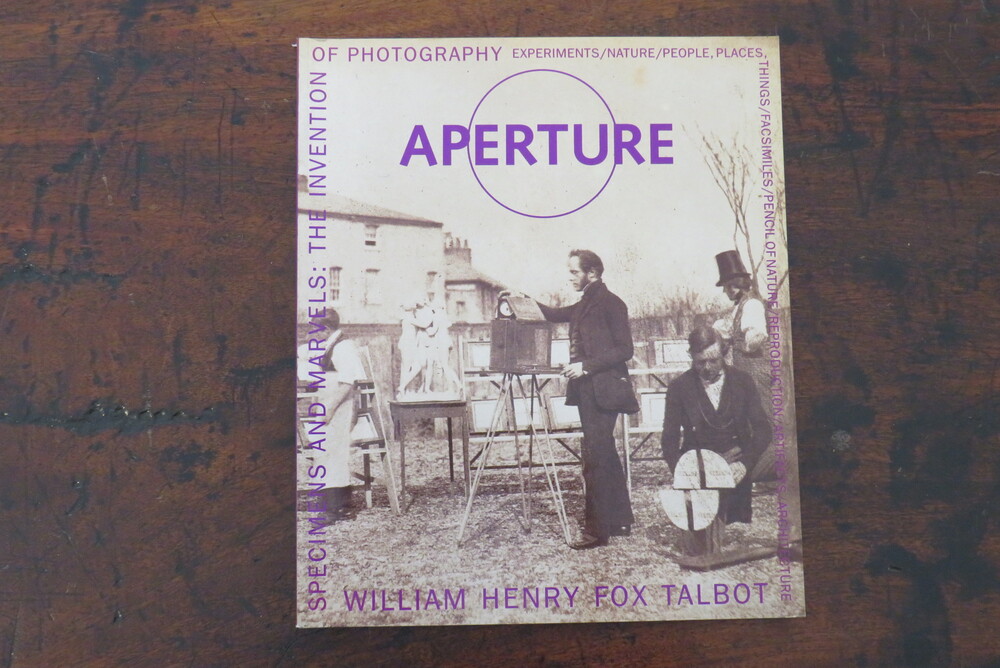 SPECIMENS AND MARVELS: THE INVENTION
OF PHOTOGRAPHY EXPERIMENTS/NATURE/PEOPLE, PLACES,
THINGS/FACSIMILES/PENCIL OF NATURE/REPRODUCTION
ARCHITECTURE
APERTURE
WILLIAM HENRY FOX TALBOT